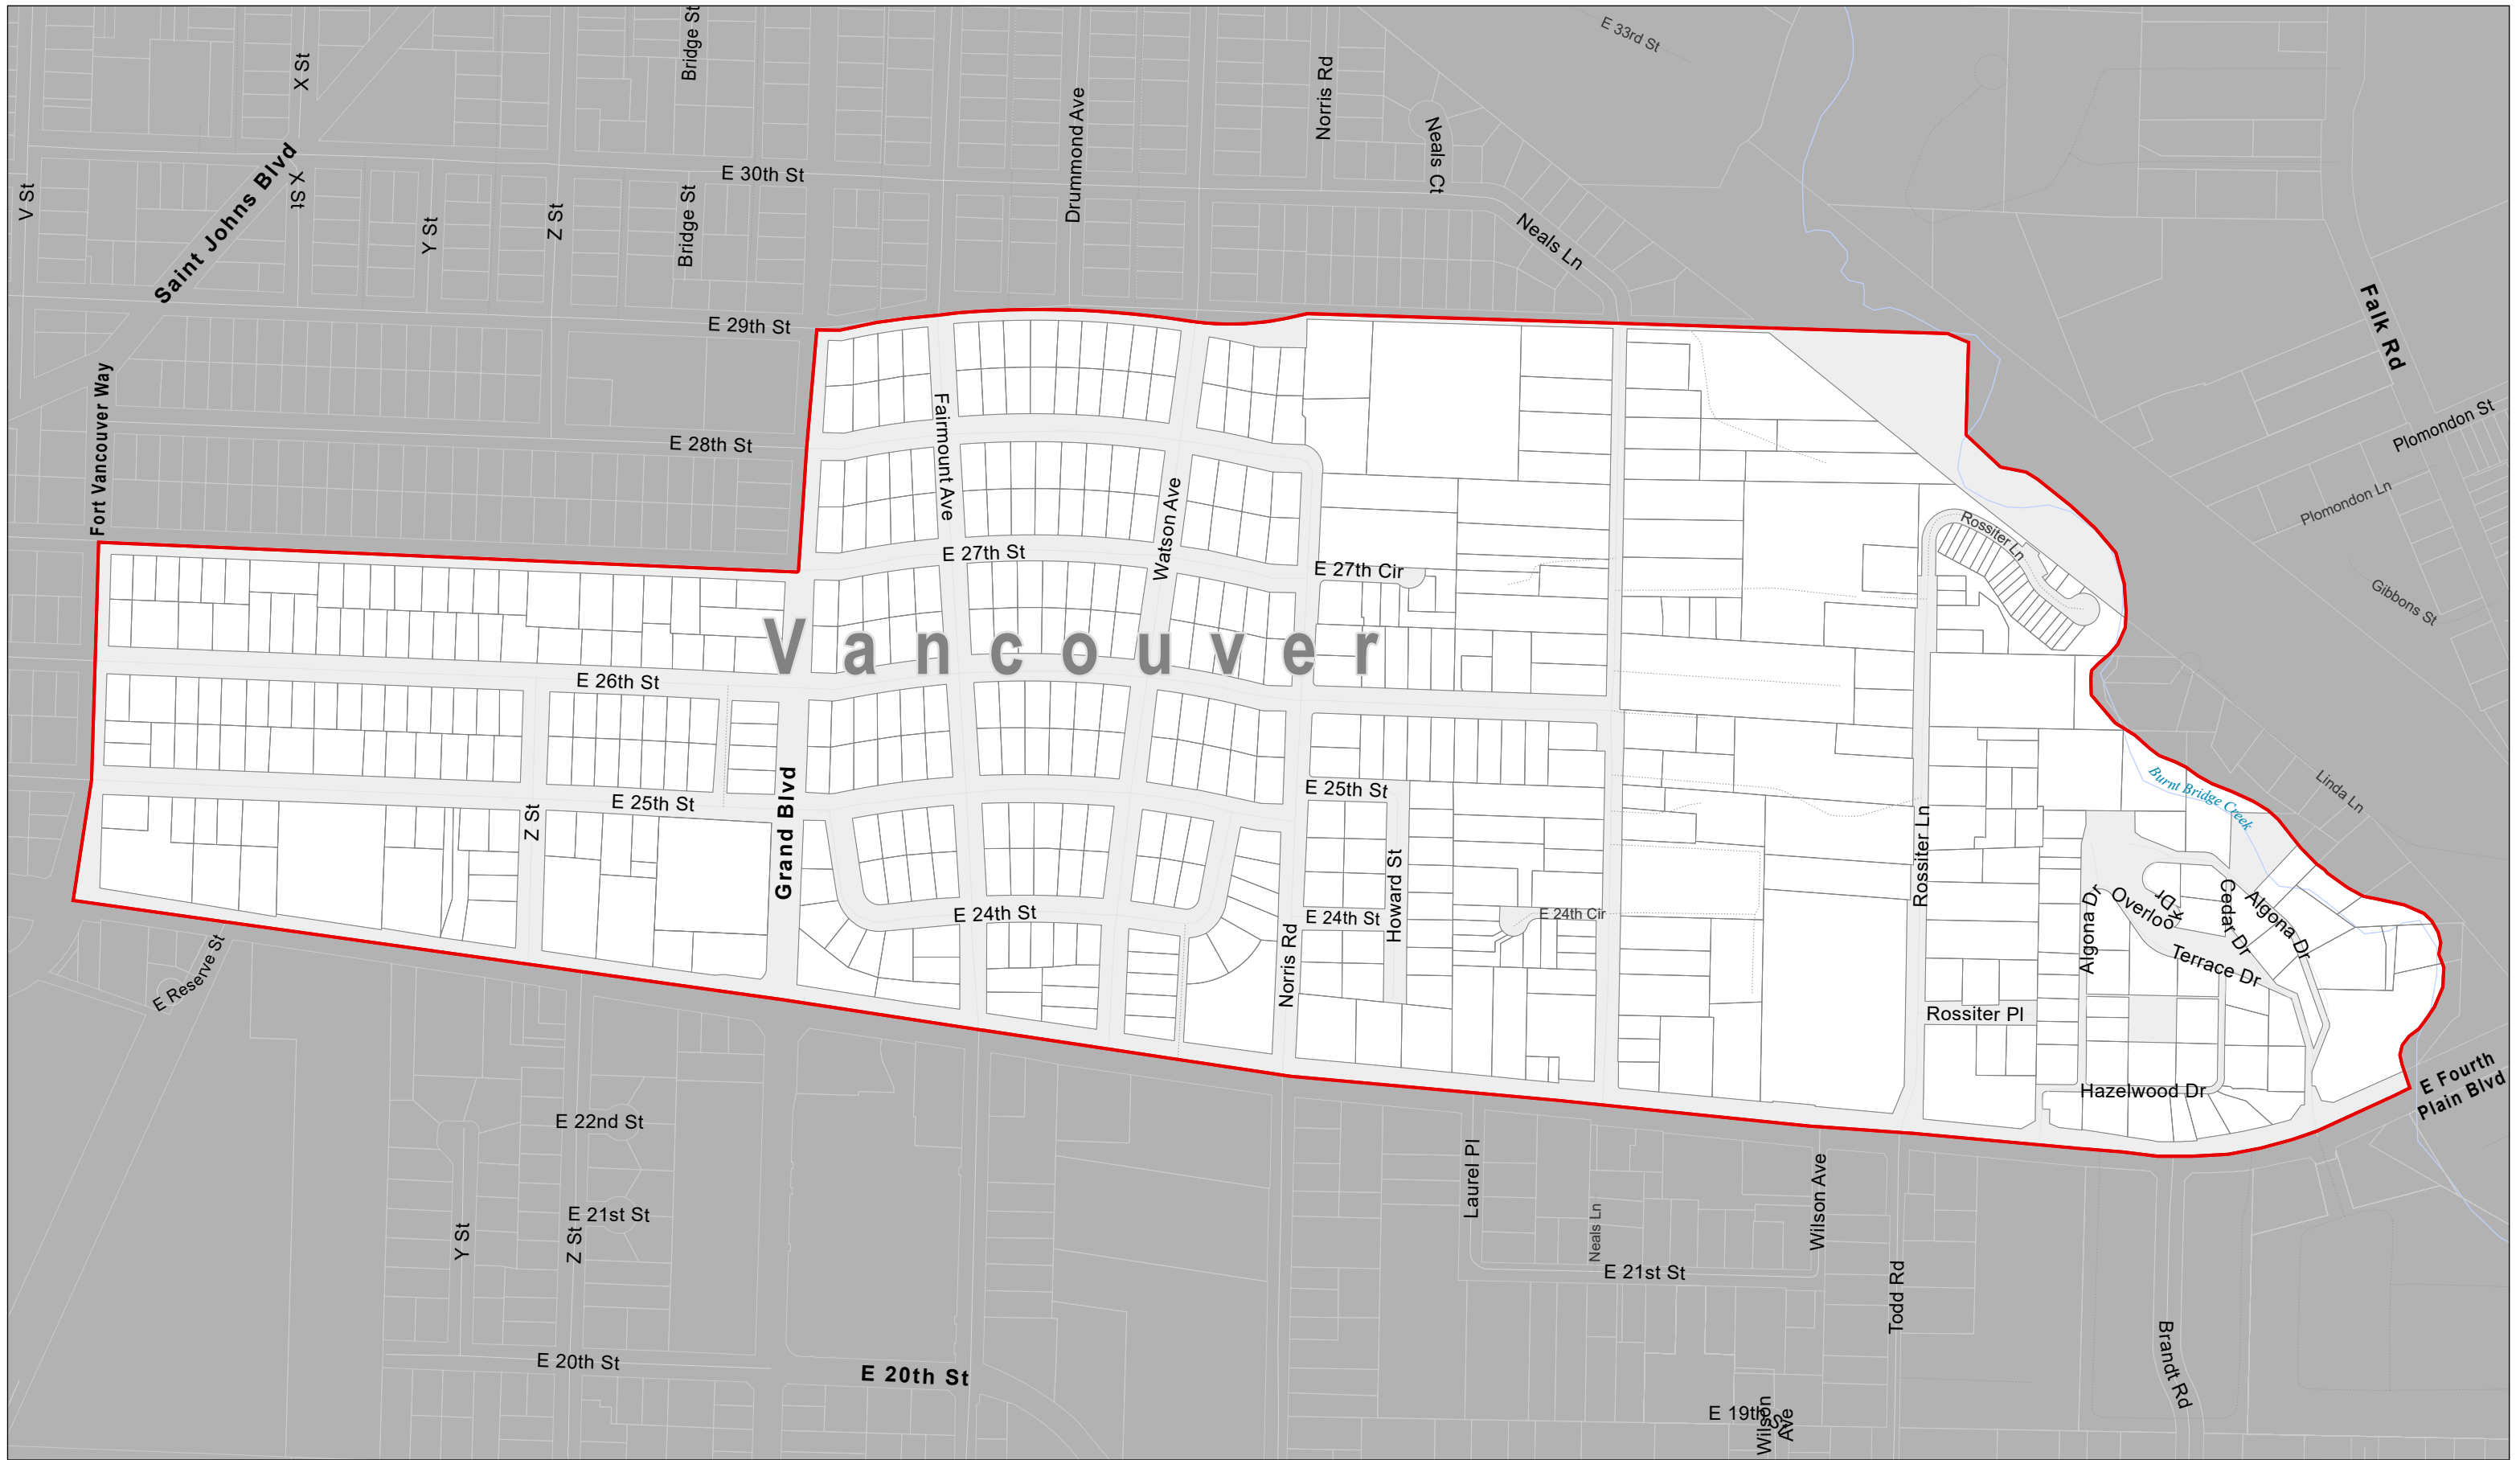 E 33rd St
Bridge St
X St
Norris Rd
Drummond Ave
Neals Ct
Saint Johns Blvd
X St
E 30th St
V St
Y St
Z St
Bridge St
Neals Ln
Falk Rd
E 29th St
Fort Vancouver Way
Fairmount Ave
Plomondon St
E 28th St
Plomondon Ln
Watson Ave
Rossiter Ln
E 27th St
E 27th Cir
Gibbons St
Vancouver
E 26th St
Burnt Bridge Creek
Linda Ln
E 25th St
E 25th St
Z St
Grand Blvd
Howard St
Rossiter Ln
E 24th St
E 24th St
E 24th Cir
Algona Dr
Overloo
k Dr
Cedar Dr
Algona Dr
Terrace Dr
Norris Rd
E Reserve St
Rossiter Pl
Hazelwood Dr
E Fourth
Plain Blvd
E 22nd St
Laurel Pl
Wilson Ave
E 21st St
Y St
Z St
Neals Ln
E 21st St
Todd Rd
E 20th St
E 20th St
Brandt Rd
E 19th St
Wilson
Ave